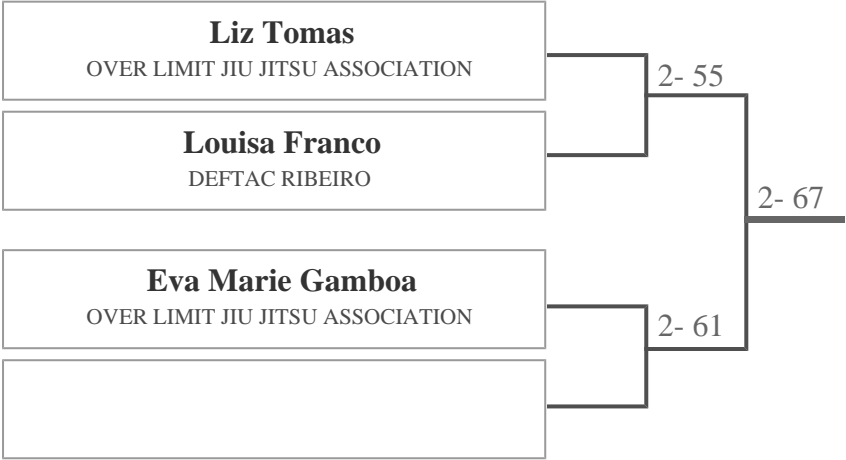 Liz Tomas
OVER LIMIT JIU JITSU ASSOCIATION
2- 55
Louisa Franco
DEFTAC RIBEIRO
2- 67
Eva Marie Gamboa
OVER LIMIT JIU JITSU ASSOCIATION
2- 61